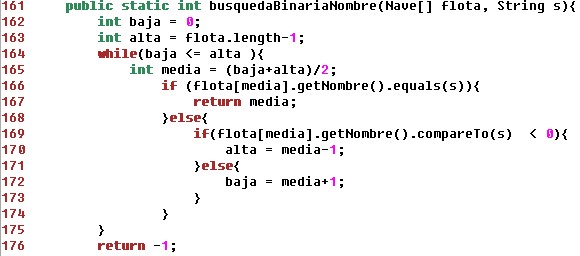 161 public static int busquedaBinariaNombre(Nave[] flota, String s){
162 int baja = 0;
163 int alta = flota.length-1;
164 while(baja <= alta ){
165 int media = (baja+alta)/2;
166 if (flota[media].getNombre().equals(s)){
167 return media;
168 }else{
169 if(flota[media].getNombre().compareTo(s)  < 0){
170 alta = media-1;
171 }else{
172 baja = media+1;
173 }
174 }
175 }
176 return -1;